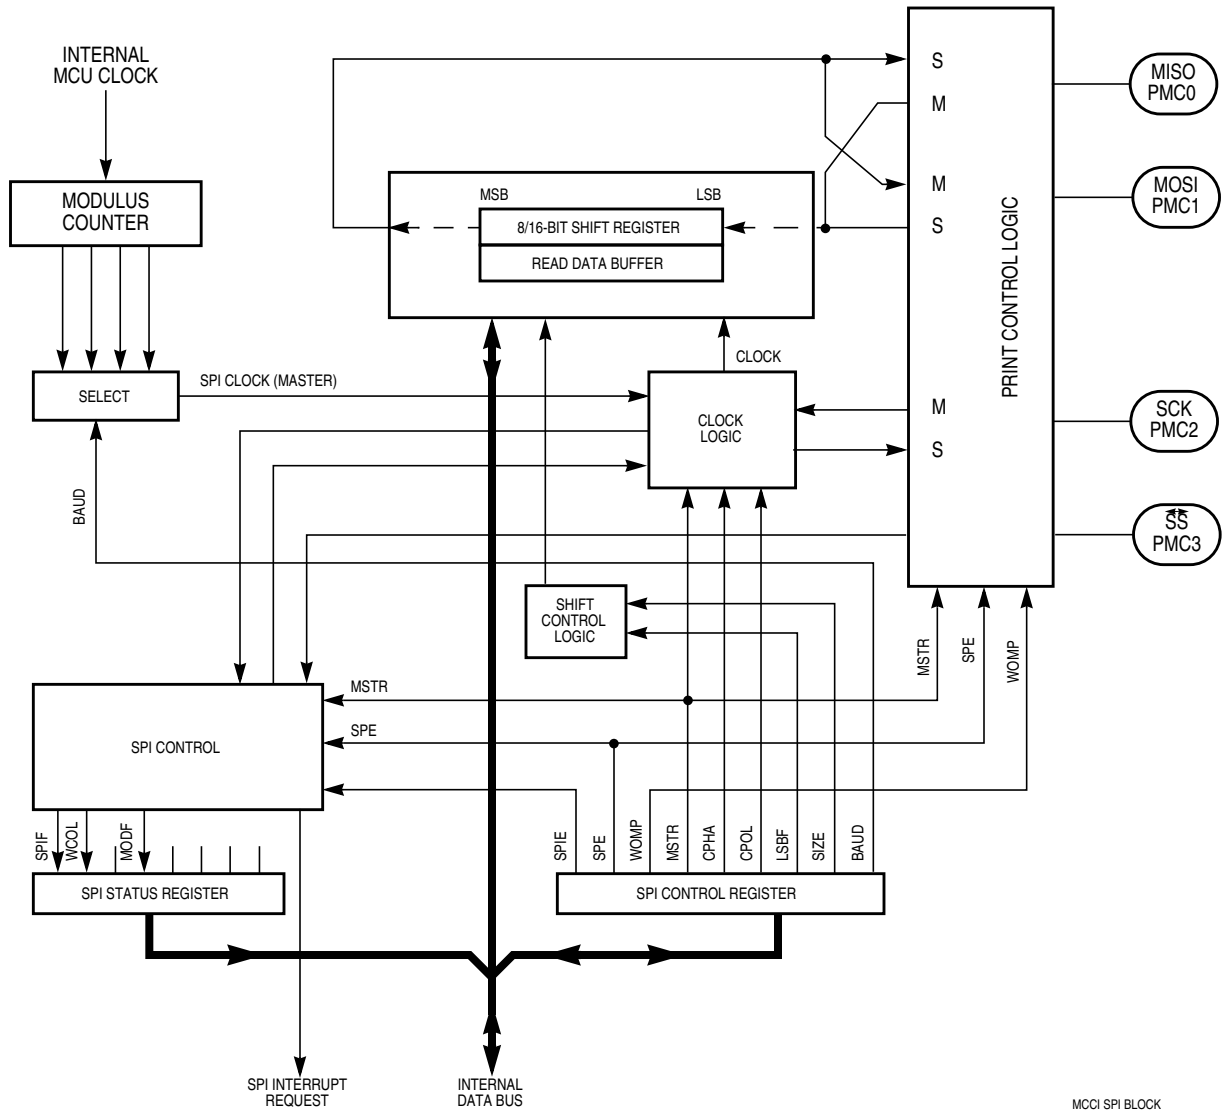 INTERNAL
MCU CLOCK
MODULUS
COUNTER
SELECT
BAUD
SPI CLOCK (MASTER)
MSB
LSB
8/16-BIT SHIFT REGISTER
READ DATA BUFFER
CLOCK
CLOCK
LOGIC
SHIFT
CONTROL
LOGIC
S
M
M
S
M
S
PRINT CONTROL LOGIC
MISO
PMC0
MOSI
PMC1
SCK
PMC2
SS
PMC3
MSTR
SPE
WOMP
MSTR
SPE
SPI CONTROL
SPIF
WCOL
MODF
SPI STATUS REGISTER
SPIE
SPE
WOMP
MSTR
CPHA
CPOL
LSBF
SIZE
BAUD
SPI CONTROL REGISTER
SPI INTERRUPT
REQUEST
INTERNAL
DATA BUS
MCCI SPI BLOCK